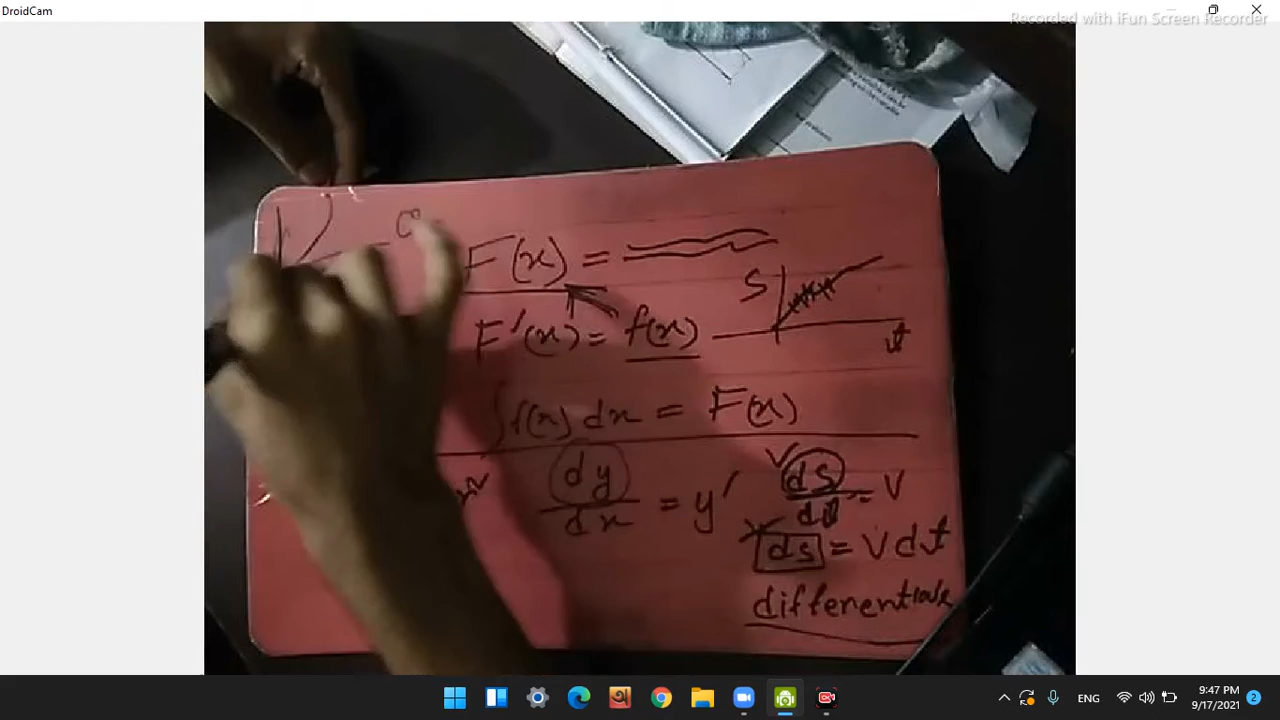 DroidCam
Recorded with iFun Screen Recorder
F(x) =
S
F'(x) = f(x)
t
∫f(x) dx = F(x)
dy/dx = y'
ds/dt = v
ds = v dt
ENG
9:47 PM
9/17/2021
2